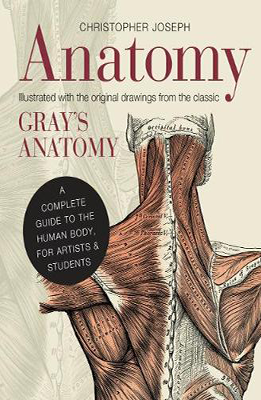 CHRISTOPHER JOSEPH
Anatomy
Illustrated with the original drawings from the classic
GRAY'S
ANATOMY
A
COMPLETE
GUIDE TO THE
HUMAN BODY,
FOR ARTISTS &
STUDENTS
Occipital bone